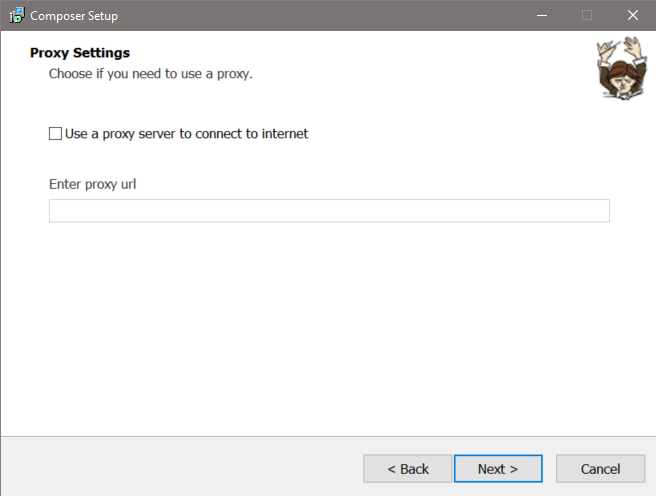 Composer Setup
Proxy Settings
Choose if you need to use a proxy.
Use a proxy server to connect to internet
Enter proxy url
< Back Next > Cancel